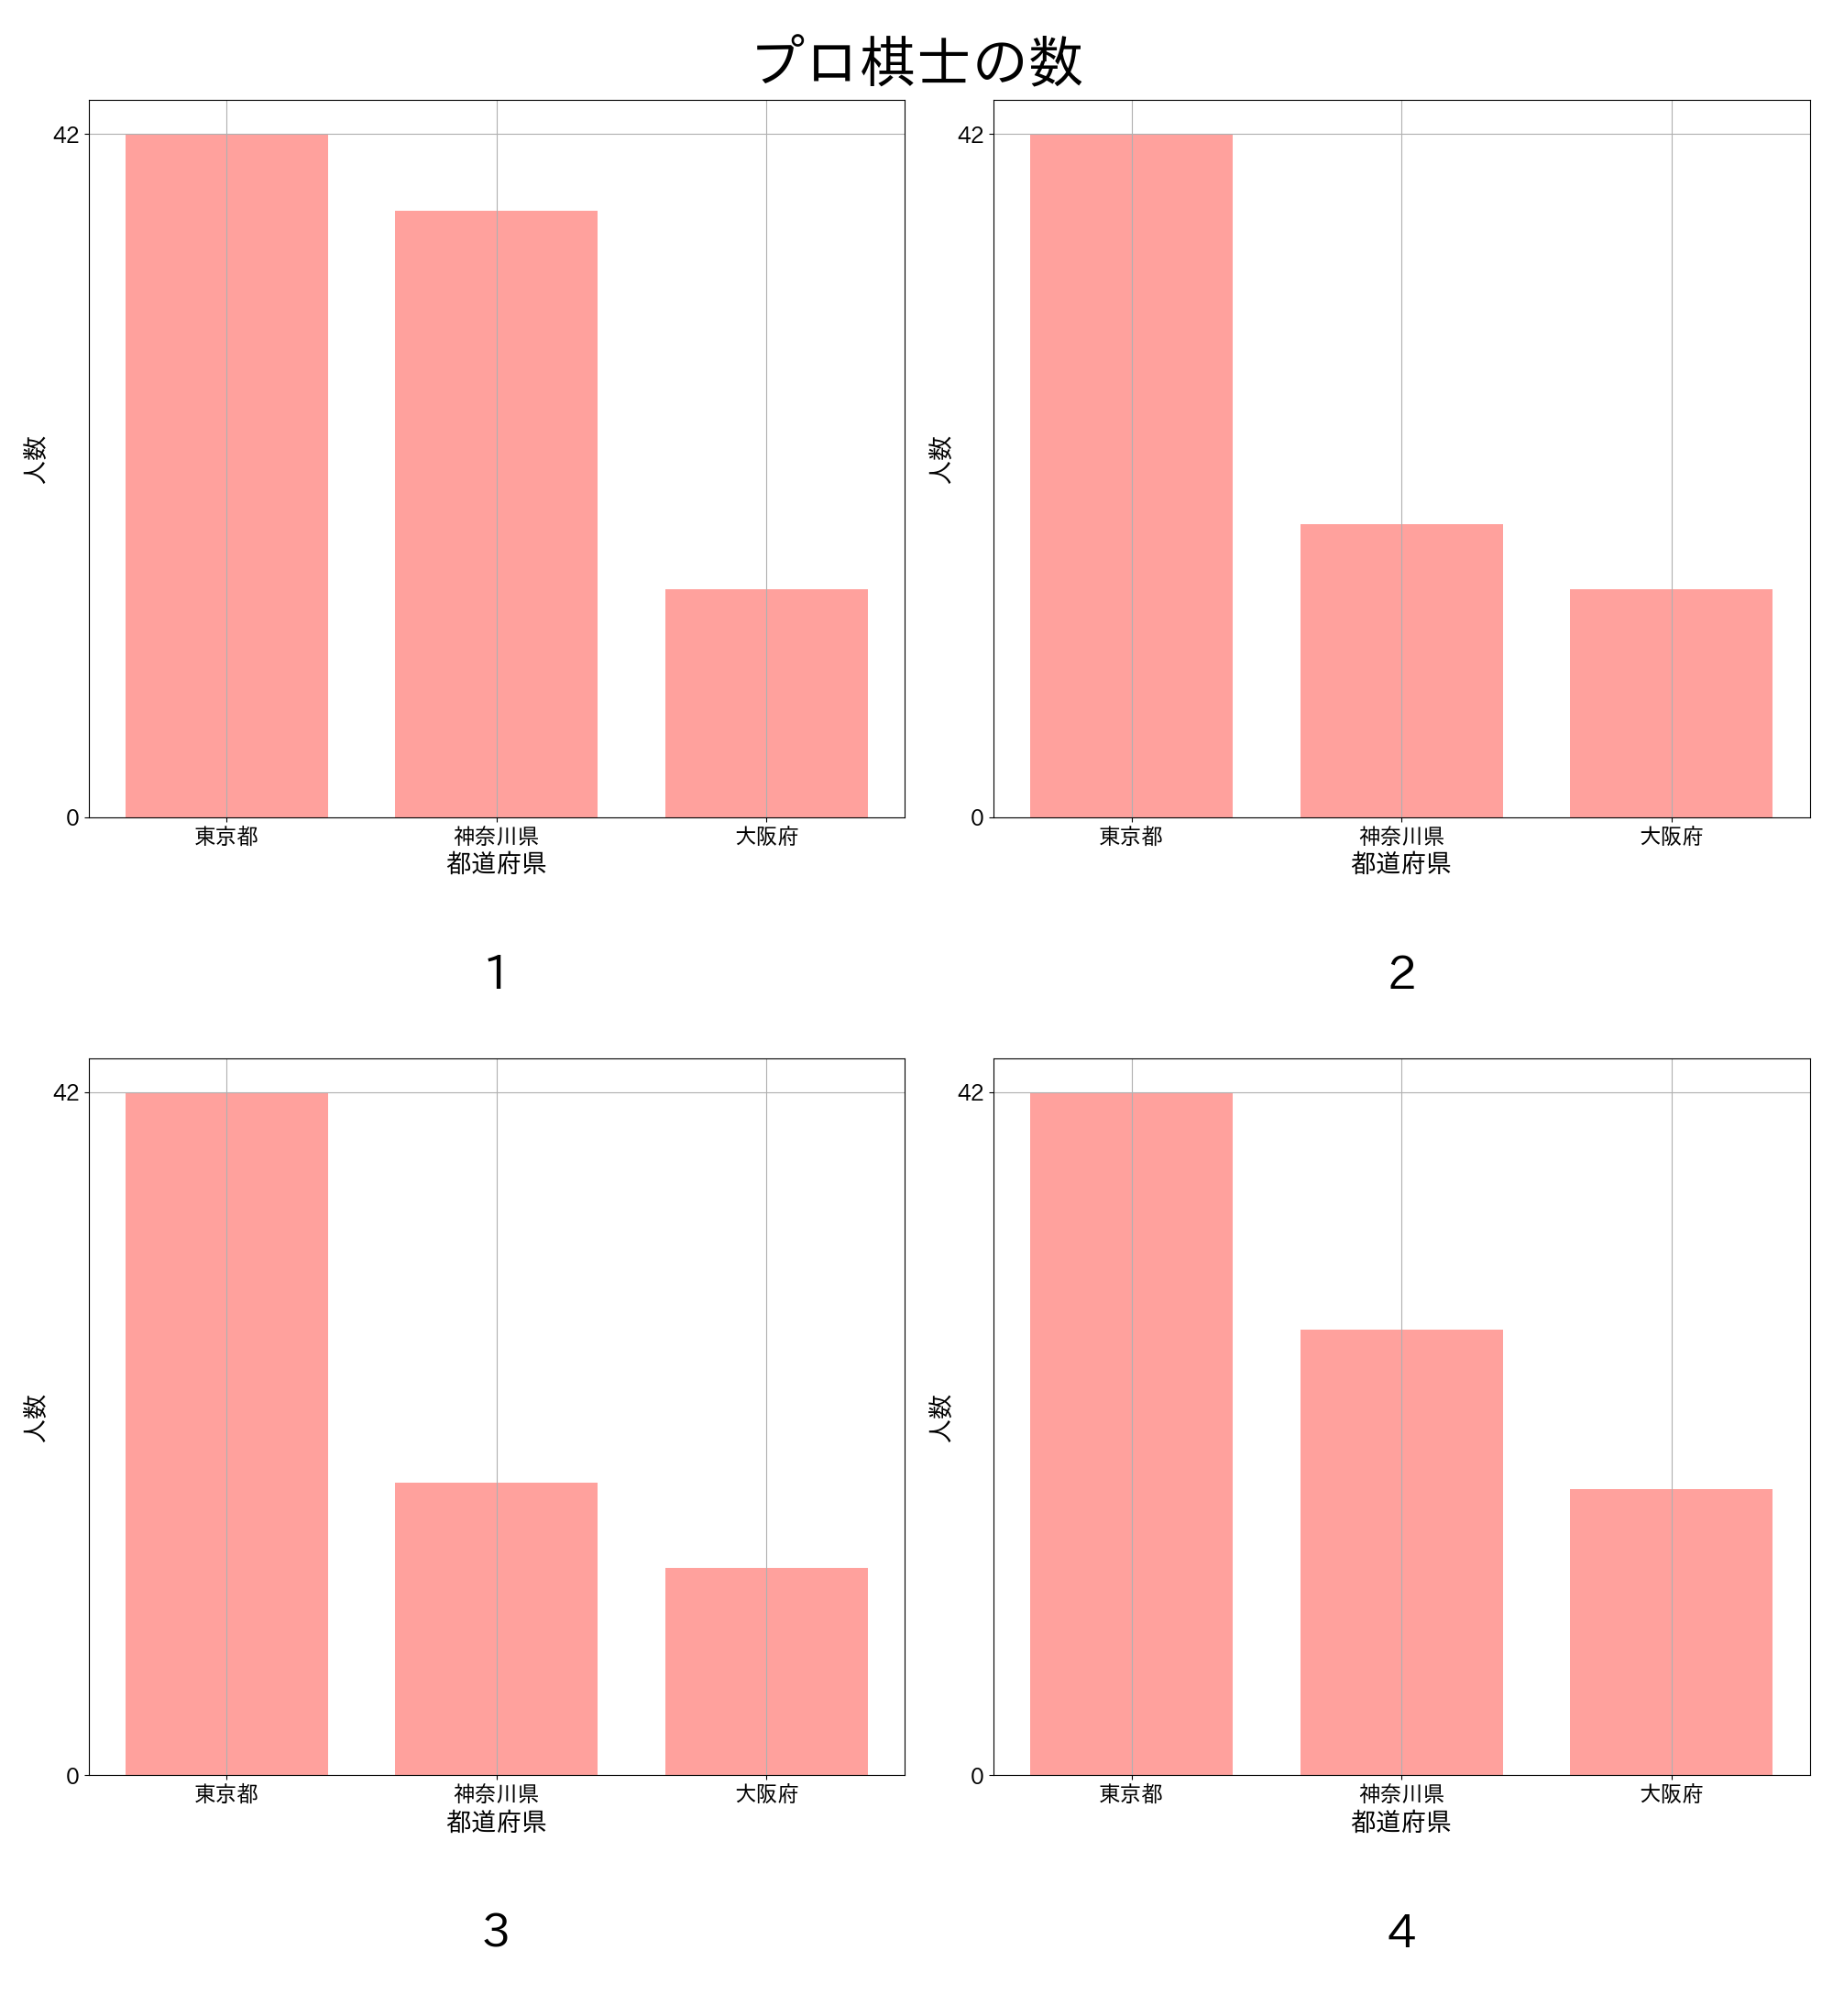 プロ棋士の数
42
人数
0
東京都 神奈川県 大阪府
都道府県
1
42
人数
0
東京都 神奈川県 大阪府
都道府県
2
42
人数
0
東京都 神奈川県 大阪府
都道府県
3
42
人数
0
東京都 神奈川県 大阪府
都道府県
4